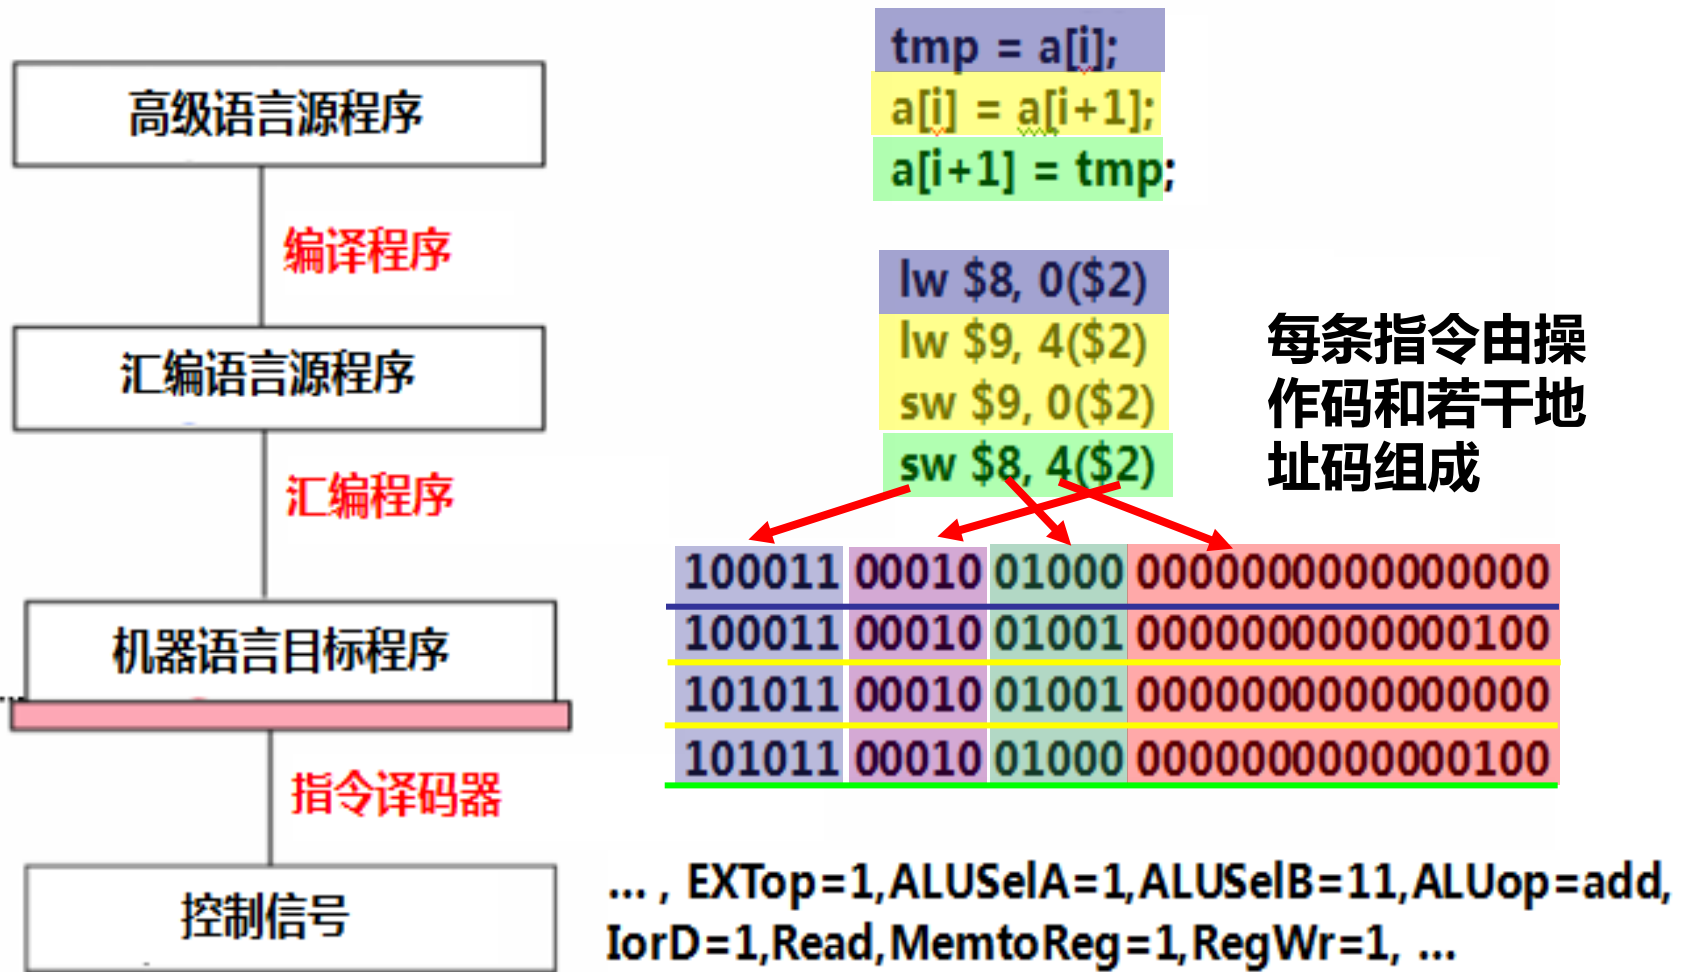 高级语言源程序
编译程序
汇编语言源程序
汇编程序
机器语言目标程序
指令译码器
控制信号
tmp = a[i];
a[i] = a[i+1];
a[i+1] = tmp;
lw $8, 0($2)
lw $9, 4($2)
sw $9, 0($2)
sw $8, 4($2)
每条指令由操
作码和若干地
址码组成
100011 00010 01000 0000000000000000
100011 00010 01001 0000000000000100
101011 00010 01001 0000000000000000
101011 00010 01000 0000000000000100
... , EXTop=1,ALUSelA=1,ALUSelB=11,ALUop=add,
IorD=1,Read,MemtoReg=1,RegWr=1, ...